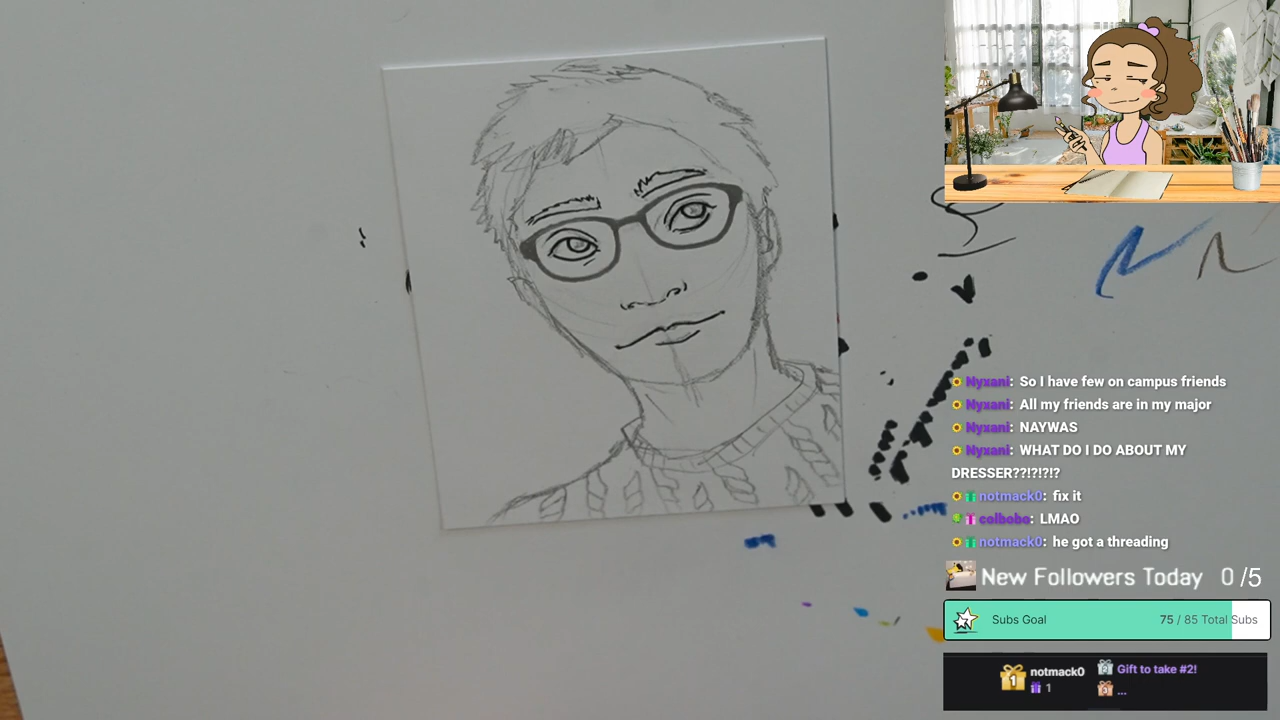 Nyxani: So I have few on campus friends
Nyxani: All my friends are in my major
Nyxani: NAYWAS
Nyxani: WHAT DO I DO ABOUT MY
DRESSER??!?!?!?
notmack0: fix it
colbobo: LMAO
notmack0: he got a threading
New Followers Today 0 /5
Subs Goal 75 / 85 Total Subs
1 notmack0 Gift to take #2!
1 ...